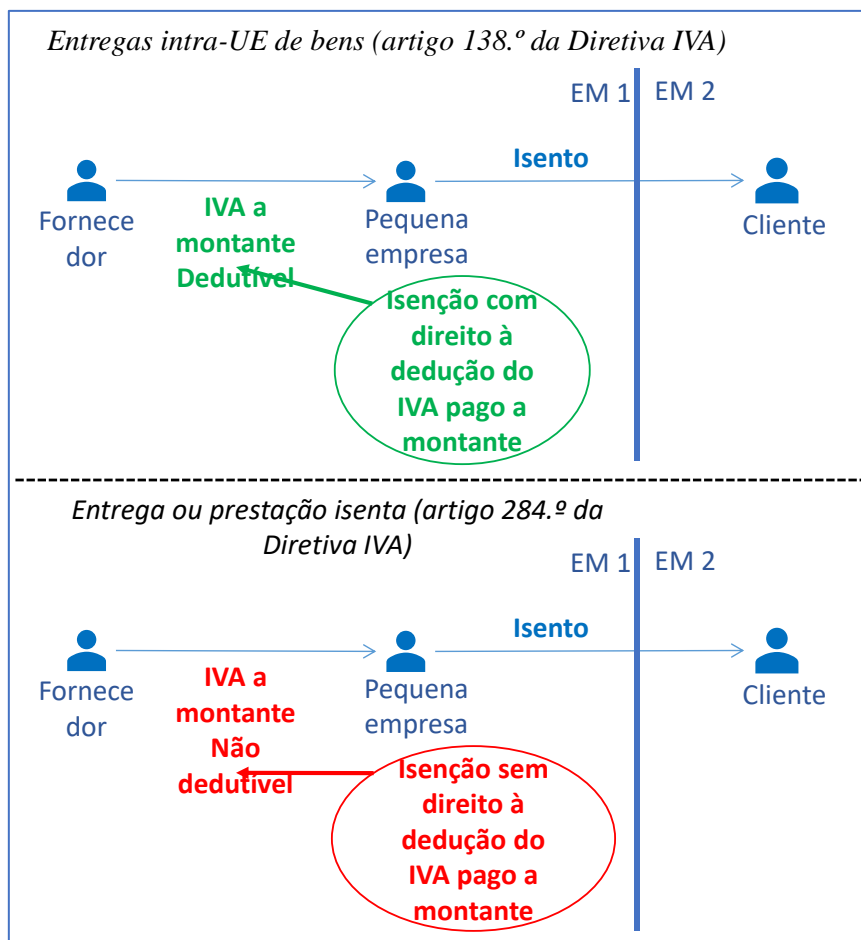 Entregas intra-UE de bens (artigo 138.º da Diretiva IVA)
EM 1
EM 2
Isento
Fornece
dor
IVA a
montante
Dedutível
Pequena
empresa
Cliente
Isenção com
direito à
dedução do
IVA pago a
montante
Entrega ou prestação isenta (artigo 284.º da
Diretiva IVA)
EM 1
EM 2
Isento
Fornece
dor
IVA a
montante
Não
dedutível
Pequena
empresa
Cliente
Isenção sem
direito à
dedução do
IVA pago a
montante